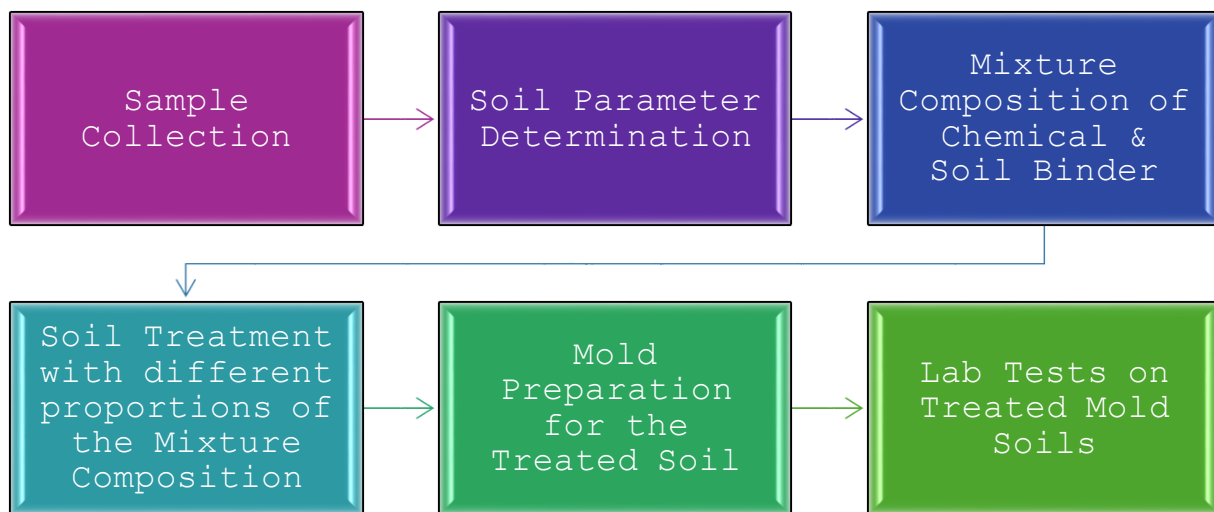 Sample
Collection
Soil Parameter
Determination
Mixture
Composition of
Chemical &
Soil Binder
Soil Treatment
with different
proportions of
the Mixture
Composition
Mold
Preparation
for the
Treated Soil
Lab Tests on
Treated Mold
Soils